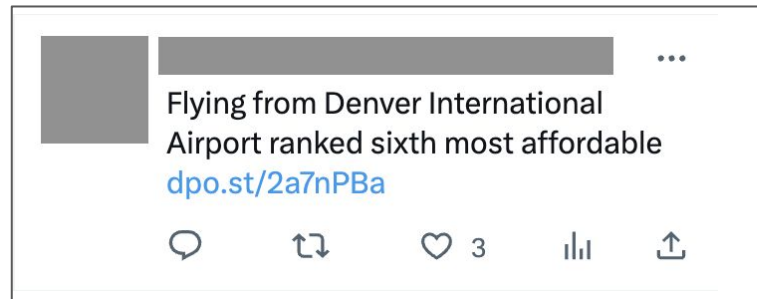 Flying from Denver International
Airport ranked sixth most affordable
dpo.st/2a7nPBa
3